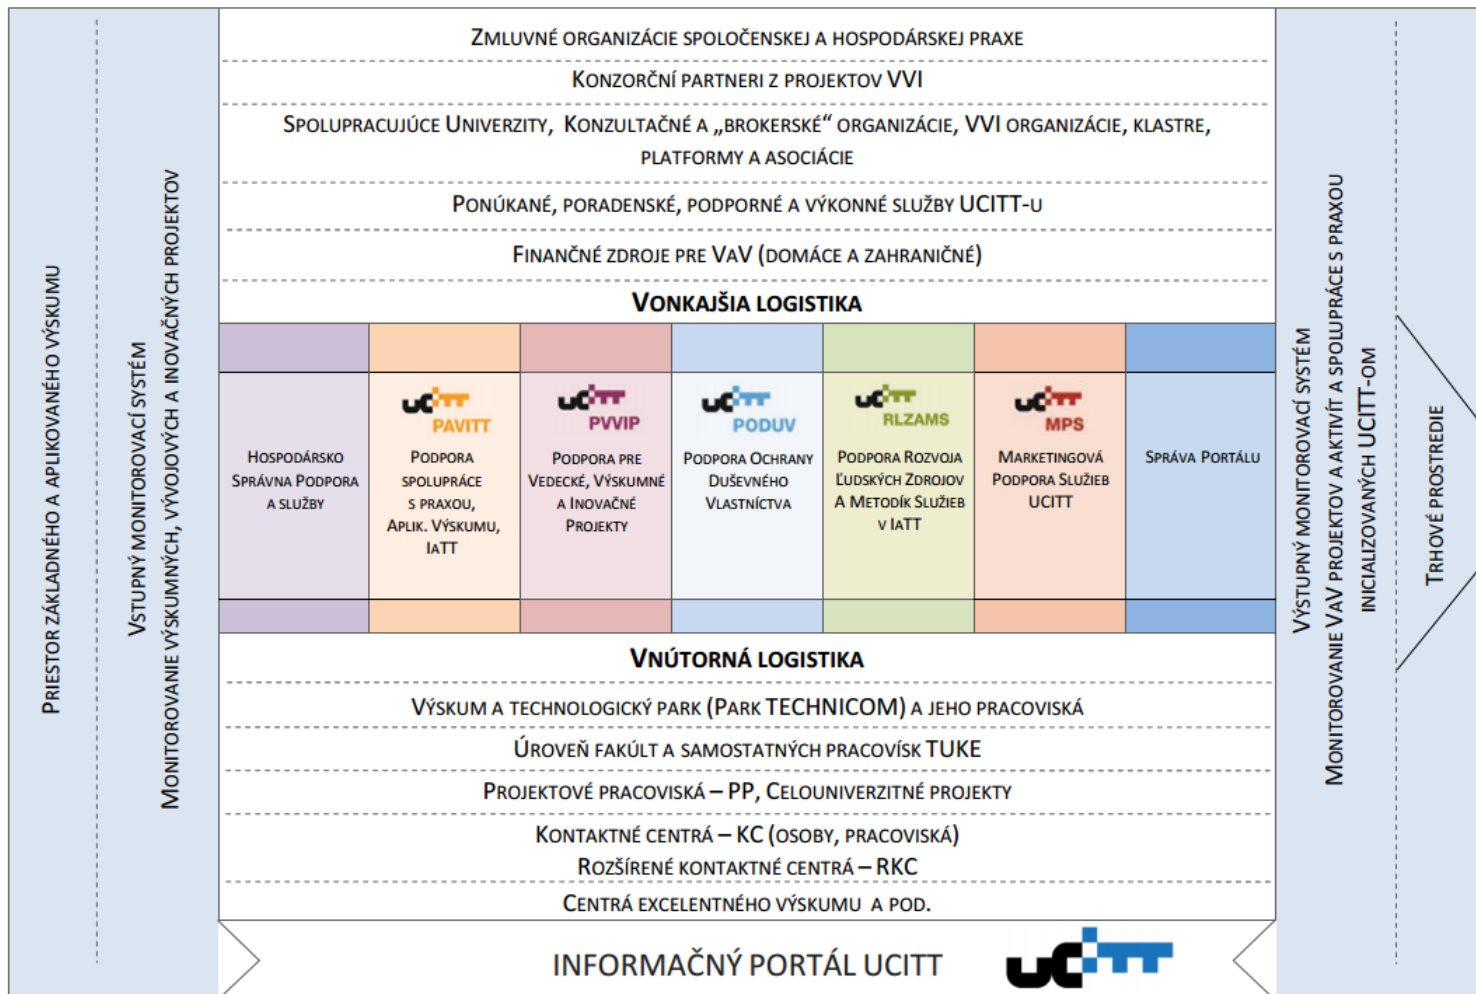 PRIESTOR ZÁKLADNÉHO A APLIKOVANÉHO VÝSKUMU
VSTUPNÝ MONITOROVACÍ SYSTÉM
MONITOROVANIE VÝSKUMNÝCH, VÝVOJOVÝCH A INOVAČNÝCH PROJEKTOV
ZMLUVNÉ ORGANIZÁCIE SPOLOČENSKEJ A HOSPODÁRSKEJ PRAXE
KONZORČNÍ PARTNERI Z PROJEKTOV VVI
SPOLUPRACUJÚCE UNIVERZITY, KONZULTAČNÉ A „BROKERSKÉ“ ORGANIZÁCIE, VVI ORGANIZÁCIE, KLASTRE,
PLATFORMY A ASOCIÁCIE
PONÚKANÉ, PORADENSKÉ, PODPORNÉ A VÝKONNÉ SLUŽBY UCITT-U
FINANČNÉ ZDROJE PRE VAV (DOMÁCE A ZAHRANIČNÉ)
VONKAJŠIA LOGISTIKA
HOSPODÁRSKO
SPRÁVNA PODPORA
A SLUŽBY
UCITT
PAVITT
PODPORA
SPOLUPRÁCE
S PRAXOU,
APLIK. VÝSKUMU,
IATT
UCITT
PVVIP
PODPORA PRE
VEDECKÉ, VÝSKUMNÉ
A INOVAČNÉ
PROJEKTY
UCITT
PODUV
PODPORA OCHRANY
DUŠEVNÉHO
VLASTNÍCTVA
UCITT
RLZAMS
PODPORA ROZVOJA
ĽUDSKÝCH ZDROJOV
A METODÍK SLUŽIEB
V IATT
UCITT
MPS
MARKETINGOVÁ
PODPORA SLUŽIEB
UCITT
SPRÁVA PORTÁLU
VNÚTORNÁ LOGISTIKA
VÝSKUM A TECHNOLOGICKÝ PARK (PARK TECHNICOM) A JEHO PRACOVISKÁ
ÚROVEŇ FAKÚLT A SAMOSTATNÝCH PRACOVÍSK TUKE
PROJEKTOVÉ PRACOVISKÁ – PP, CELOUNIVERZITNÉ PROJEKTY
KONTAKTNÉ CENTRÁ – KC (OSOBY, PRACOVISKÁ)
ROZŠÍRENÉ KONTAKTNÉ CENTRÁ – RKC
CENTRÁ EXCELENTNÉHO VÝSKUMU A POD.
INFORMAČNÝ PORTÁL UCITT
UCITT
VÝSTUPNÝ MONITOROVACÍ SYSTÉM
MONITOROVANIE VAV PROJEKTOV A AKTIVÍT A SPOLUPRÁCE S PRAXOU
INICIALIZOVANÝCH UCITT-OM
TRHOVÉ PROSTREDIE